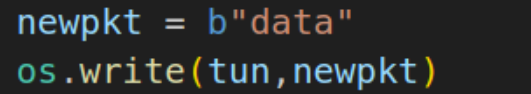 newpkt = b"data"
os.write(tun,newpkt)